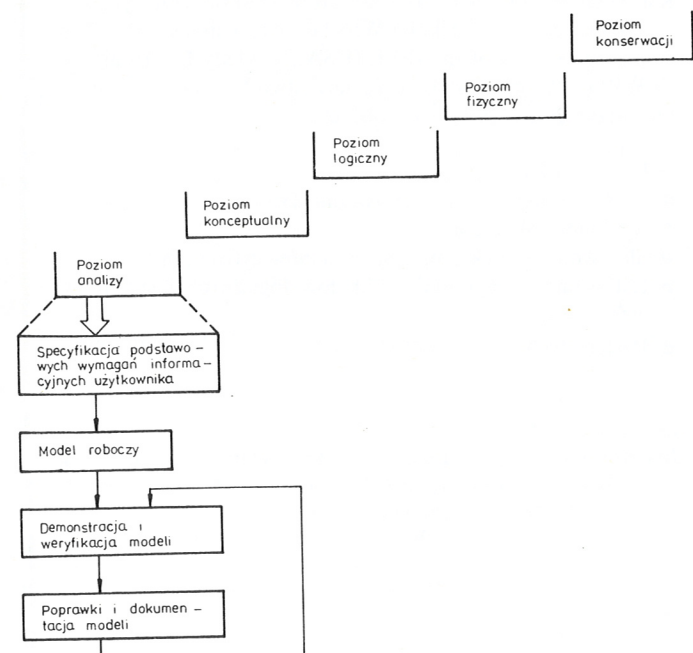 Poziom
konserwacji
Poziom
fizyczny
Poziom
logiczny
Poziom
konceptualny
Poziom
analizy
Specyfikacja podstawo –
wych wymagań informa –
cyjnych użytkownika
Model roboczy
Demonstracja i
weryfikacja modeli
Poprawki i dokumen –
tacja modeli